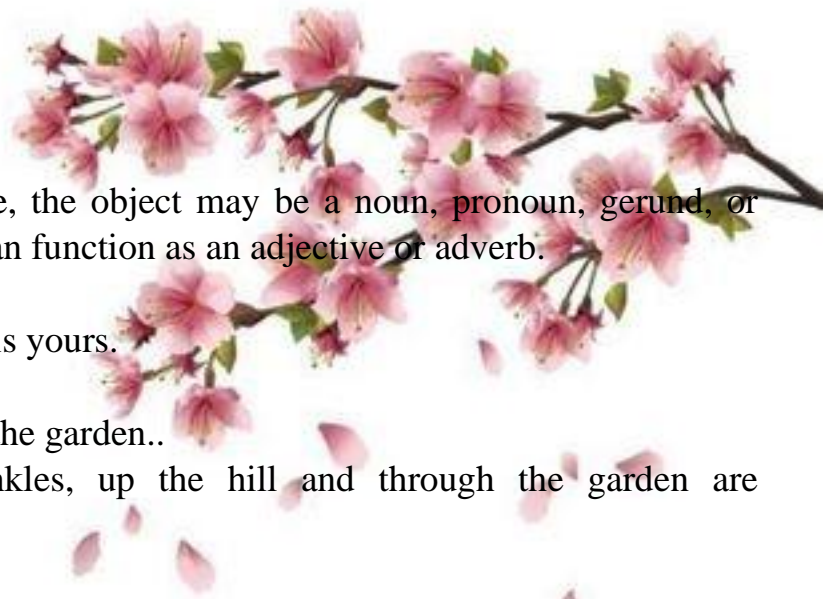 e, the object may be a noun, pronoun, gerund, or
an function as an adjective or adverb.
s yours.
he garden..
nkles, up the hill and through the garden are